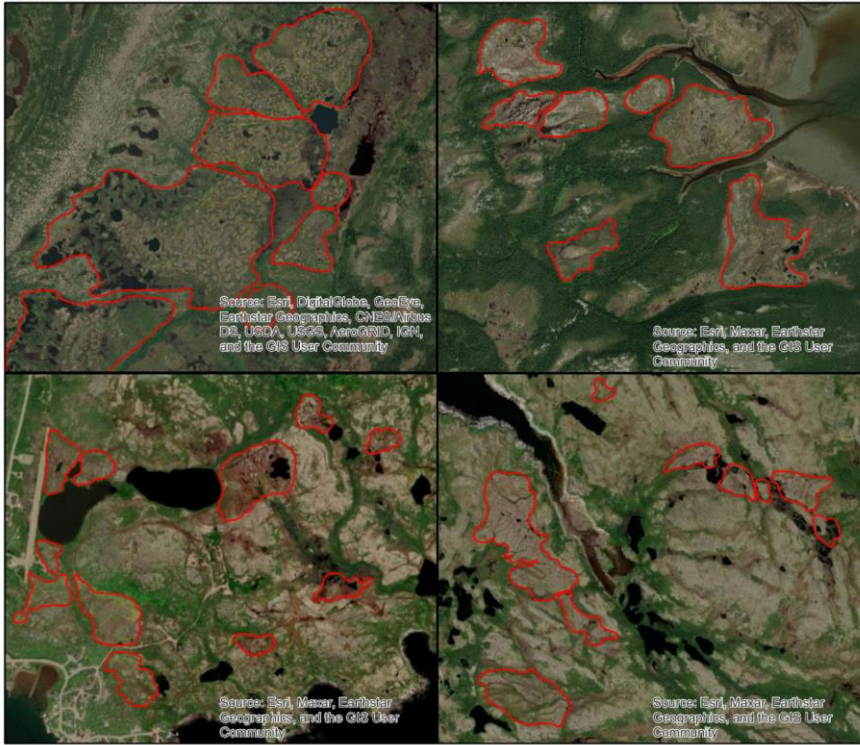 Source: Esri, DigitalGlobe, GeoEye,
Earthstar Geographics, CNES/Airbus
DS, USDA, USGS, AeroGRID, IGN,
and the GIS User Community
Source: Esri, Maxar, Earthstar
Geographics, and the GIS User
Community
Source: Esri, Maxar, Earthstar
Geographics, and the GIS User
Community
Source: Esri, Maxar, Earthstar
Geographics, and the GIS User
Community